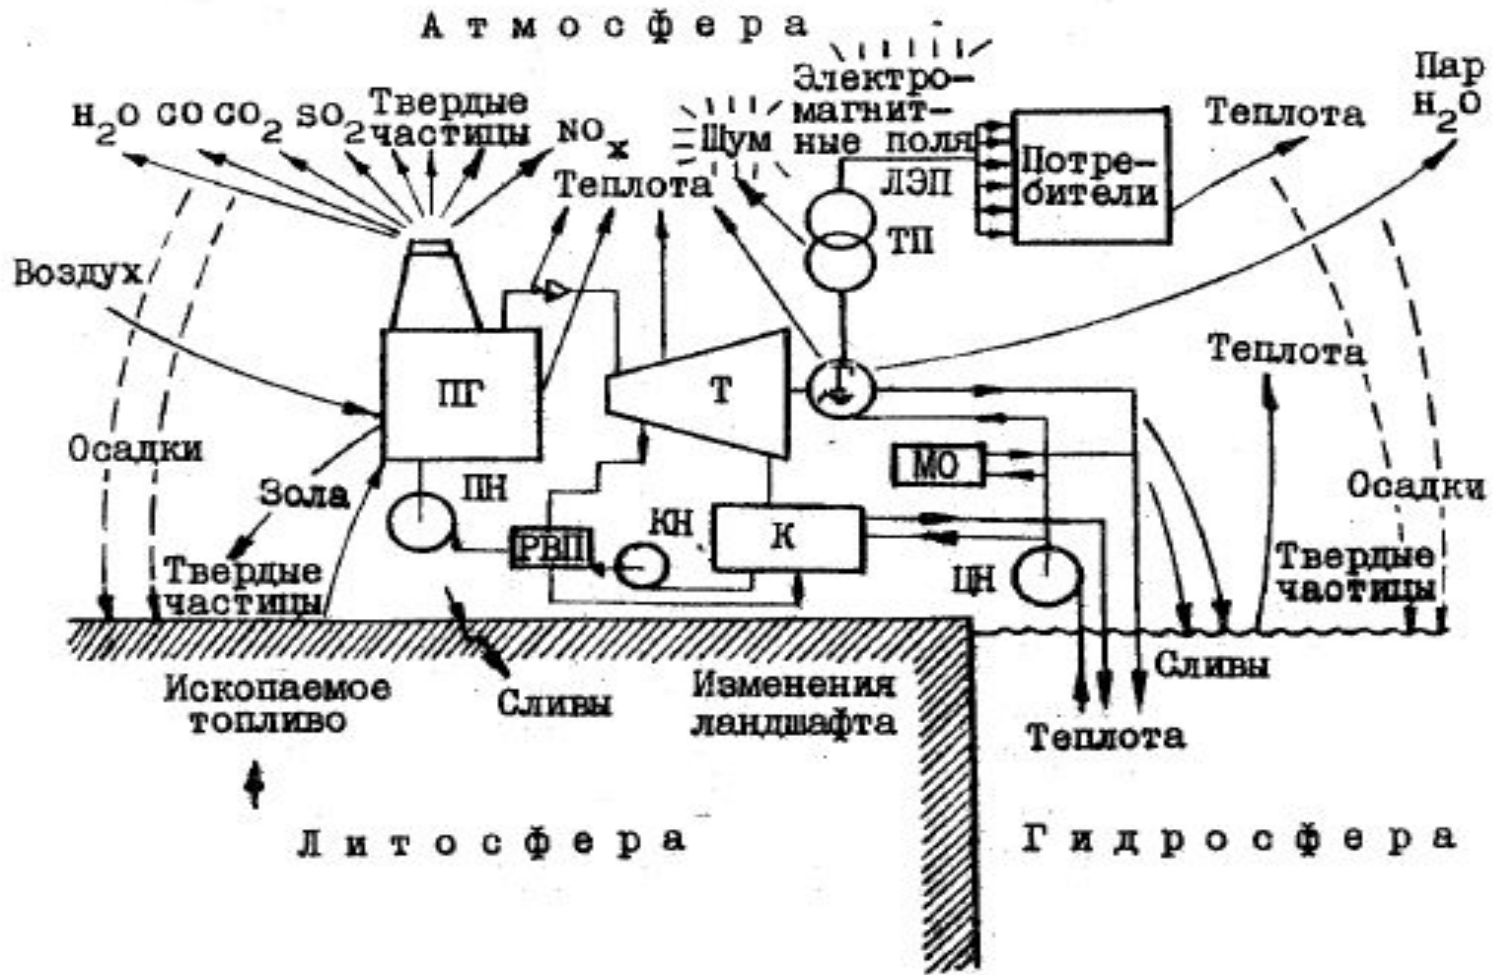 Атмосфера
Электро-
магнит-
ные поля
Пар
H2O
H2O CO CO2 SO2 Твердые
частицы
NOx
Шум
Теплота
Теплота
Потре-
бители
ЛЭП
ТП
Воздух
ПГ
Т
Г
Теплота
Осадки
Зола
ПН
КН
РВП
К
МО
ЦН
Осадки
Твердые
частицы
Твердые
частицы
Ископаемое
топливо
Сливы
Изменения
ландшафта
Сливы
Теплота
Литосфера
Гидросфера